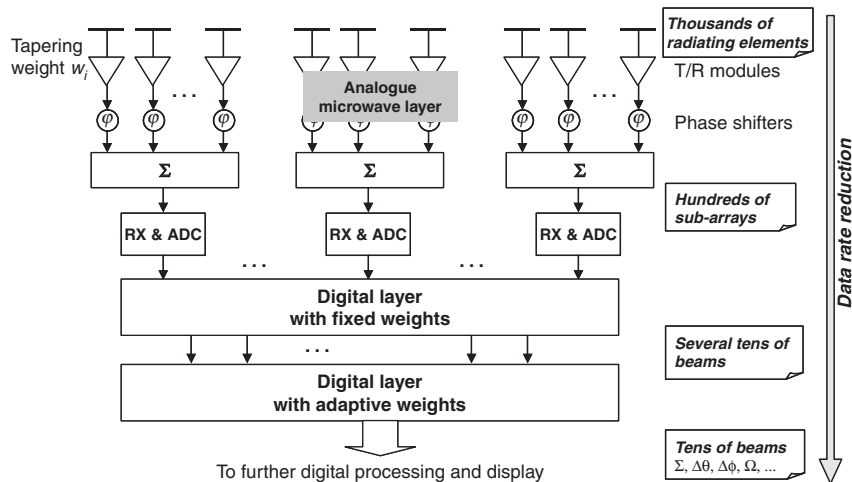 Tapering
weight wᵢ
Thousands of
radiating elements
T/R modules
Analogue
microwave layer
...
...
φ φ φ φ φ φ
Phase shifters
Σ Σ Σ
Hundreds of
sub-arrays
RX & ADC RX & ADC RX & ADC
... ...
Digital layer
with fixed weights
Several tens of
beams
...
Digital layer
with adaptive weights
Tens of beams
Σ, Δθ, Δϕ, Ω, ...
To further digital processing and display
Data rate reduction